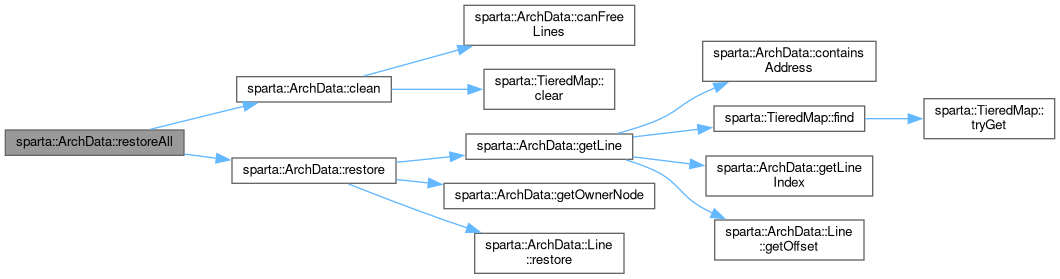 sparta::ArchData::restoreAll
sparta::ArchData::clean
sparta::ArchData::canFree
Lines
sparta::TieredMap::
clear
sparta::ArchData::restore
sparta::ArchData::getLine
sparta::ArchData::contains
Address
sparta::TieredMap::find
sparta::TieredMap::
tryGet
sparta::ArchData::getLine
Index
sparta::ArchData::Line
::getOffset
sparta::ArchData::getOwnerNode
sparta::ArchData::Line
::restore